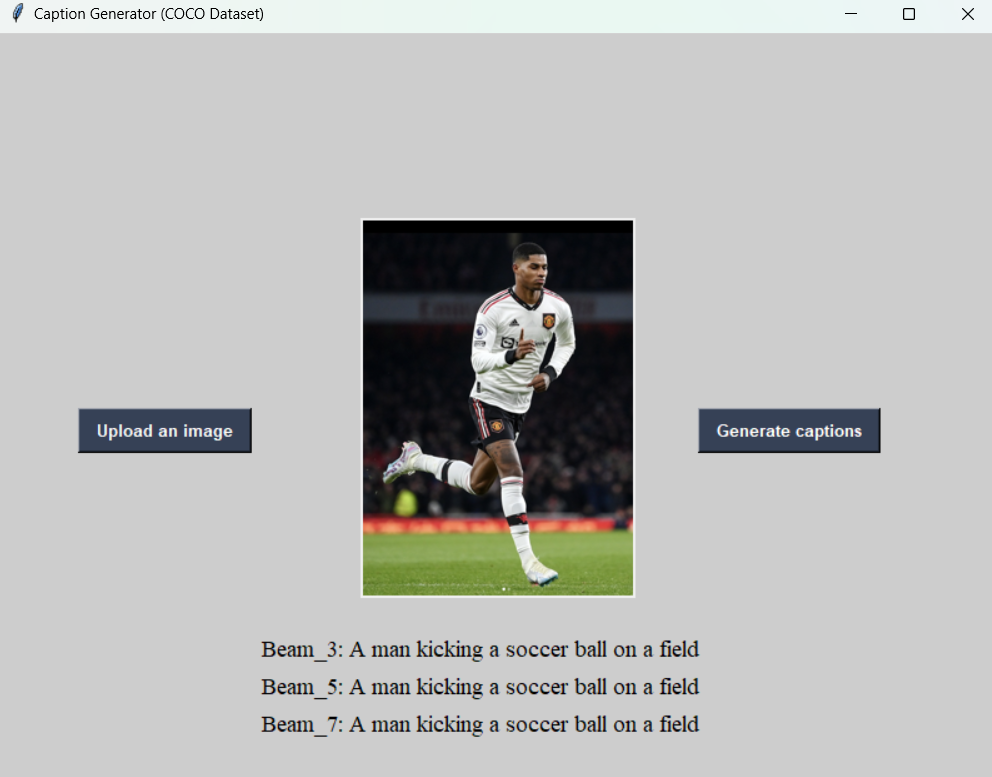 Caption Generator (COCO Dataset)
Upload an image
Generate captions
Beam_3: A man kicking a soccer ball on a field
Beam_5: A man kicking a soccer ball on a field
Beam_7: A man kicking a soccer ball on a field